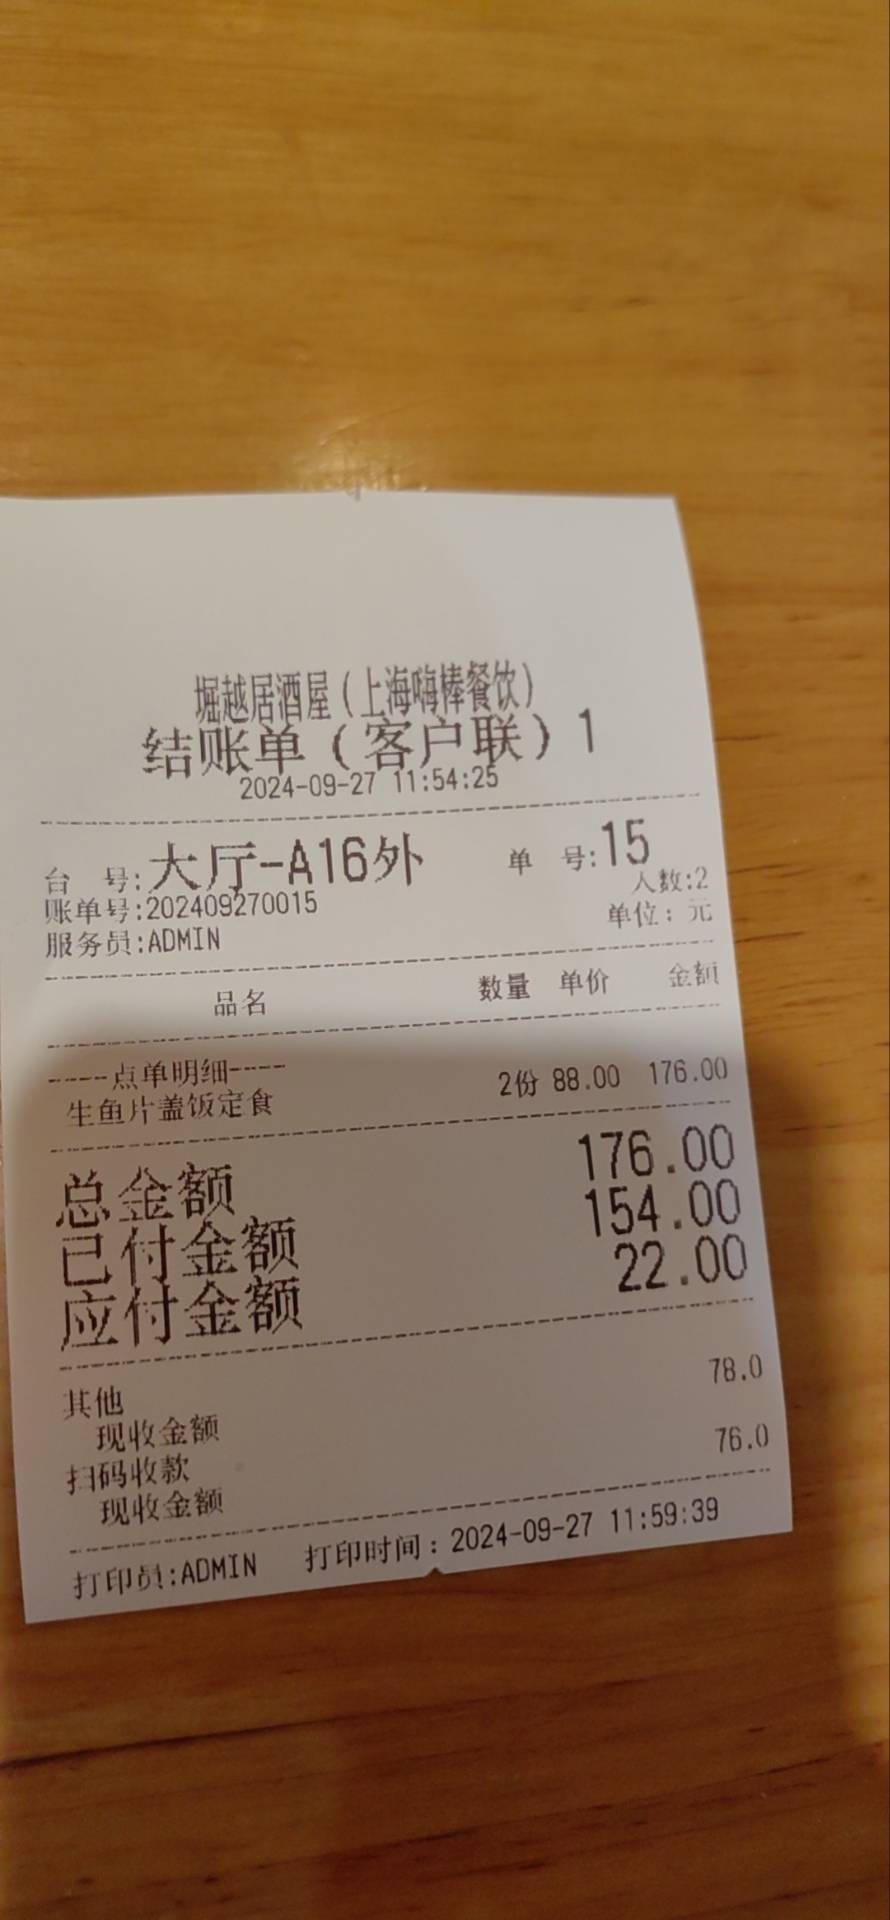 堀越居酒屋(上海嗨棒餐饮)
结账单(客户联)1
2024-09-27 11:54:25
台 号:大厅-A16外 单 号:15
人数:2
账单号:202409270015
单位: 元
服务员:ADMIN
品名 数量 单价 金额
----点单明细----
生鱼片盖饭定食 2份 88.00 176.00
总金额 176.00
已付金额 154.00
应付金额 22.00
其他
现收金额 78.0
扫码收款
现收金额 76.0
打印员:ADMIN 打印时间:2024-09-27 11:59:39